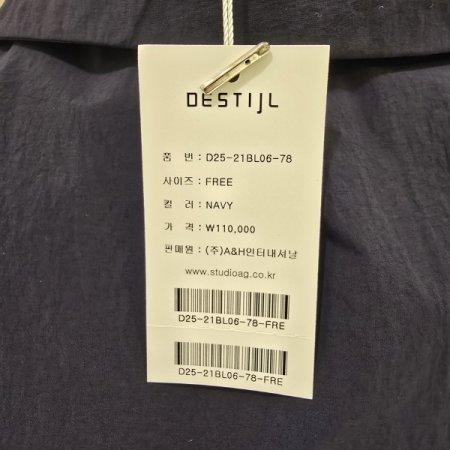 DESTIJL
품 번 : D25-21BL06-78
사이즈 : FREE
컬 러 : NAVY
가 격 : ₩110,000
판매원 : (주)A&H인터내셔날
www.studioag.co.kr
D25-21BL06-78-FRE
D25-21BL06-78-FRE